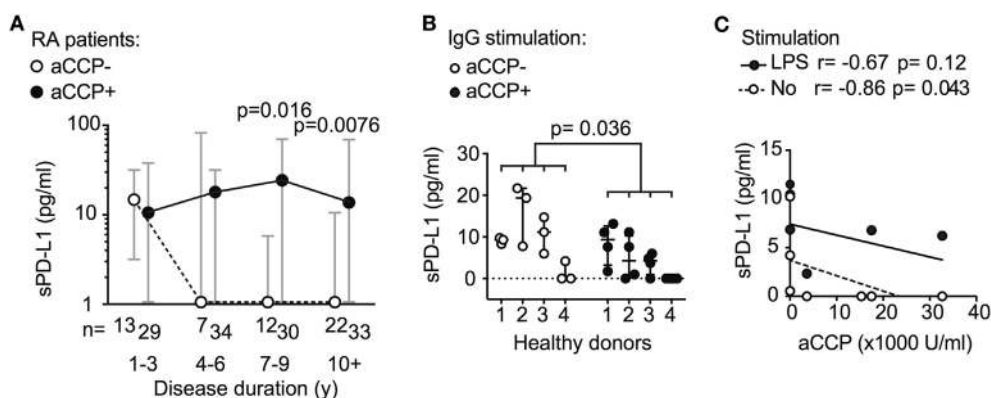 A
RA patients:
aCCP-
aCCP+
p=0.016
p=0.0076
sPD-L1 (pg/ml)
100
10
1
n= 13 29 7 34 12 30 22 33
1-3 4-6 7-9 10+
Disease duration (y)
B
IgG stimulation:
aCCP-
aCCP+
p= 0.036
sPD-L1 (pg/ml)
30
20
10
0
1 2 3 4 1 2 3 4
Healthy donors
C
Stimulation
LPS r= -0.67 p= 0.12
No r= -0.86 p= 0.043
sPD-L1 (pg/ml)
15
10
5
0
0 10 20 30 40
aCCP (x1000 U/ml)